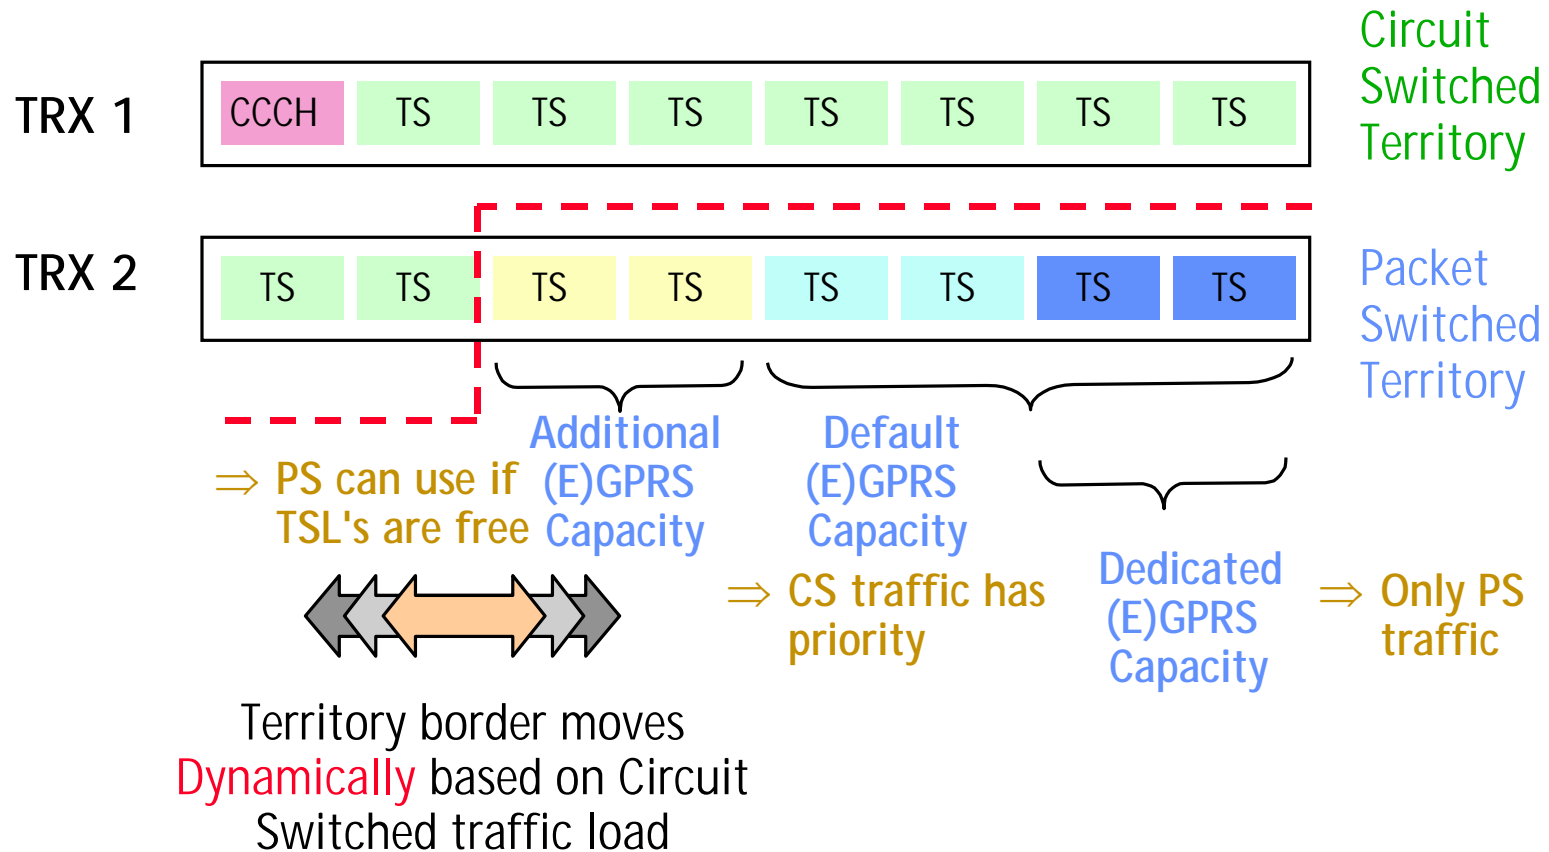 Circuit
Switched
Territory
TRX 1
CCCH TS TS TS TS TS TS TS
TRX 2
TS TS TS TS TS TS TS TS
Packet
Switched
Territory
Additional
(E)GPRS
Capacity
Default
(E)GPRS
Capacity
⇒ PS can use if
TSL's are free
Dedicated
(E)GPRS
Capacity
⇒ CS traffic has
priority
⇒ Only PS
traffic
Territory border moves
Dynamically based on Circuit
Switched traffic load